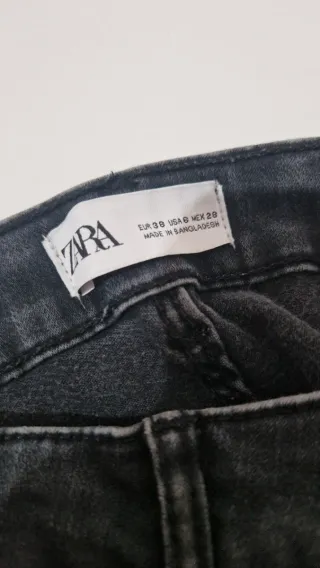 ZARA
EUR 38 USA 6 MEX 28
MADE IN BANGLADESH